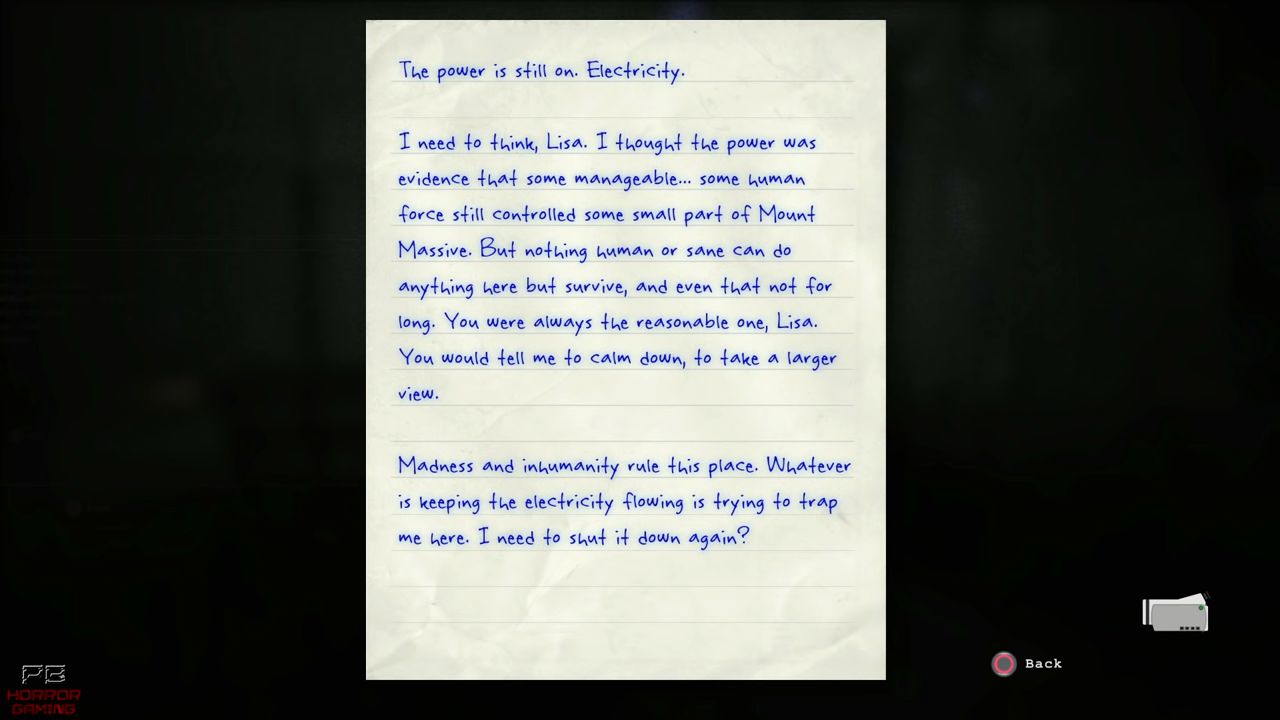 The power is still on. Electricity.
I need to think, Lisa. I thought the power was
evidence that some manageable... some human
force still controlled some small part of Mount
Massive. But nothing human or sane can do
anything here but survive, and even that not for
long. You were always the reasonable one, Lisa.
You would tell me to calm down, to take a larger
view.
Madness and inhumanity rule this place. Whatever
is keeping the electricity flowing is trying to trap
me here. I need to shut it down again?
Back
PE
HORROR
GAMING